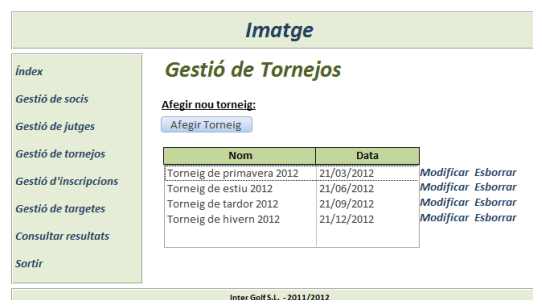 Imatge
Índex
Gestió de socis
Gestió de jutges
Gestió de tornejos
Gestió d'inscripcions
Gestió de targetes
Consultar resultats
Sortir
Gestió de Tornejos
Afegir nou torneig:
Afegir Torneig
Nom Data
Torneig de primavera 2012 21/03/2012 Modificar Esborrar
Torneig de estiu 2012 21/06/2012 Modificar Esborrar
Torneig de tardor 2012 21/09/2012 Modificar Esborrar
Torneig de hivern 2012 21/12/2012 Modificar Esborrar
Inter Golf S.L. - 2011/2012